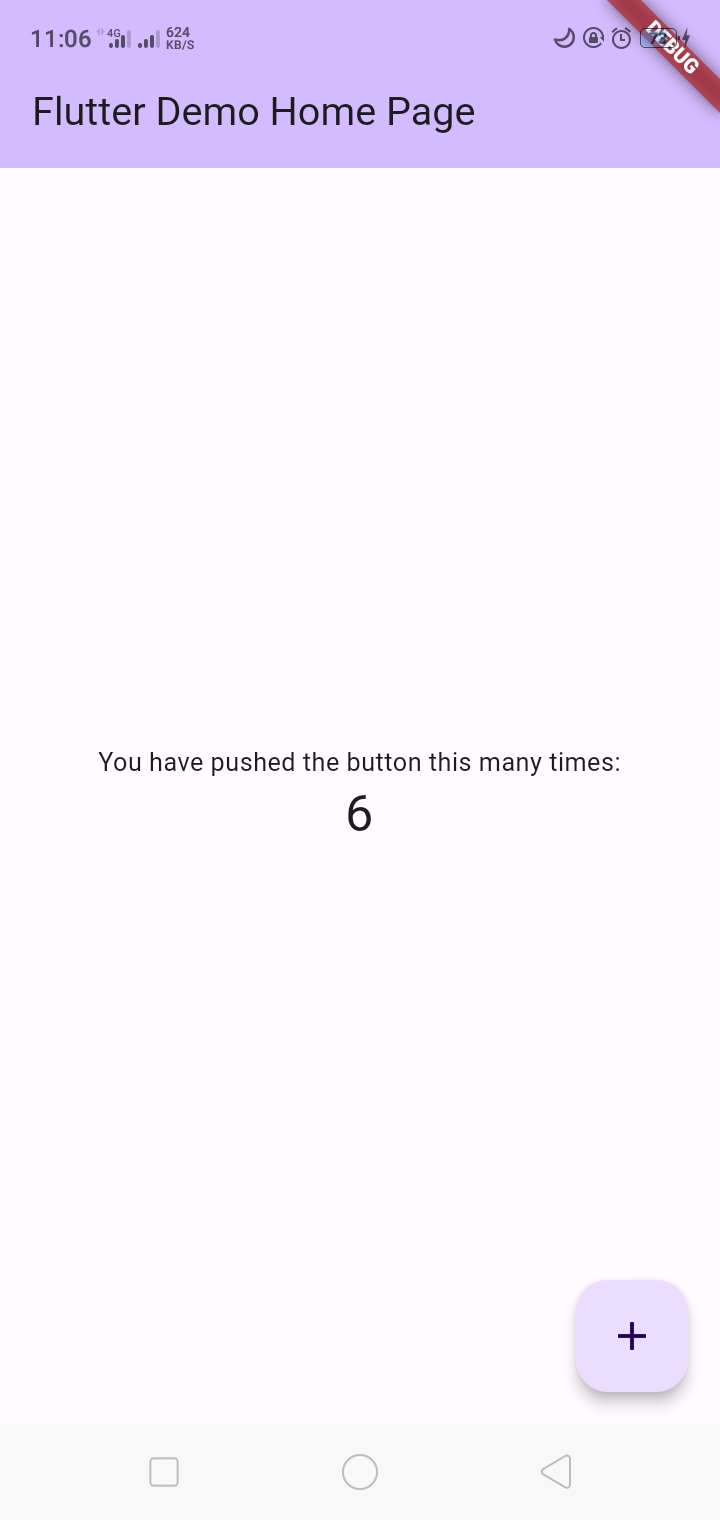 11:06 4G 624
KB/S
DEBUG
Flutter Demo Home Page
You have pushed the button this many times:
6